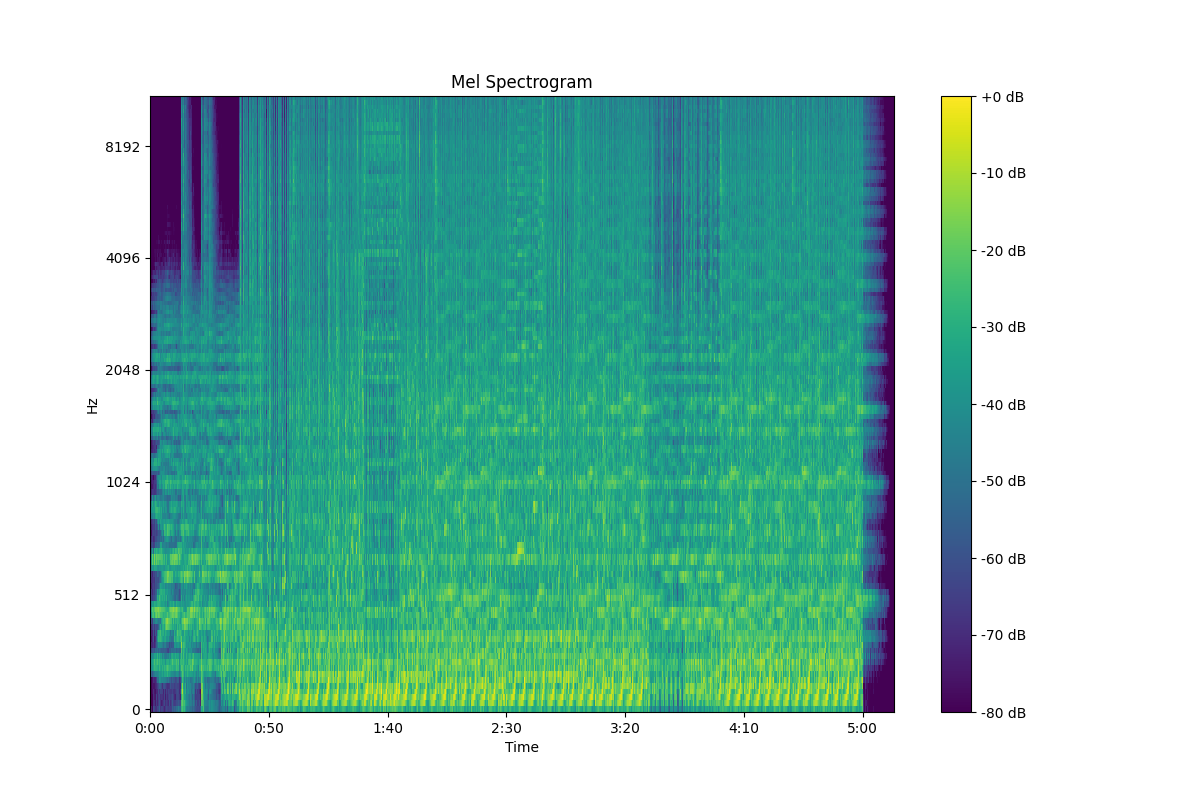 Mel Spectrogram
+0 dB
8192
-10 dB
-20 dB
4096
-30 dB
2048
-40 dB
Hz
1024
-50 dB
-60 dB
512
-70 dB
0
-80 dB
0:00 0:50 1:40 2:30 3:20 4:10 5:00
Time